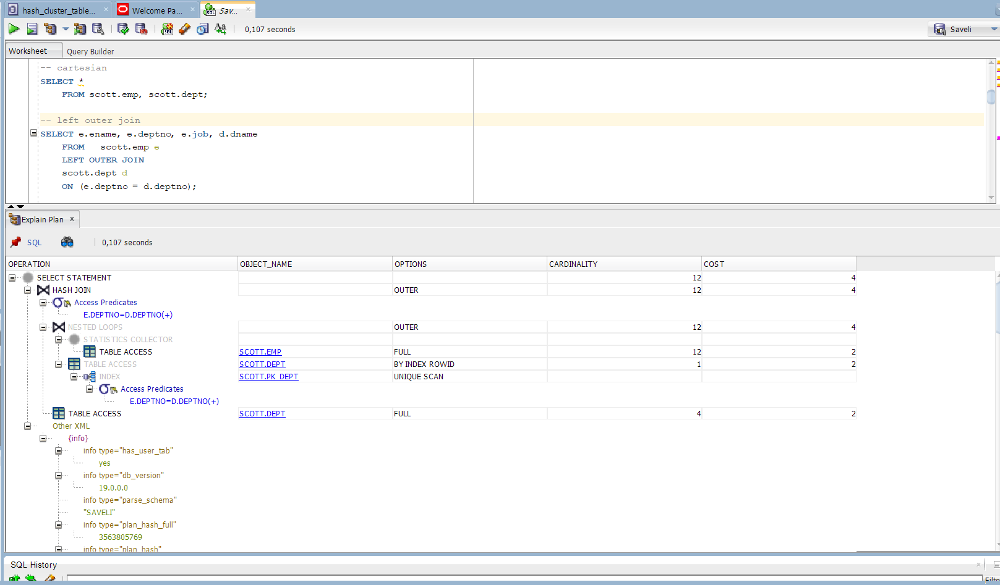 hash_cluster_table...
Welcome Pa...
Sav...
SQL
0,107 seconds
Saveli
Worksheet
Query Builder
-- cartesian
SELECT *
FROM scott.emp, scott.dept;
-- left outer join
SELECT e.ename, e.deptno, e.job, d.dname
FROM scott.emp e
LEFT OUTER JOIN
scott.dept d
ON (e.deptno = d.deptno);
Explain Plan
SQL
0,107 seconds
OPERATION OBJECT_NAME OPTIONS CARDINALITY COST
SELECT STATEMENT 12 4
HASH JOIN OUTER 12 4
Access Predicates
E.DEPTNO=D.DEPTNO(+)
NESTED LOOPS OUTER 12 4
STATISTICS COLLECTOR
TABLE ACCESS SCOTT.EMP FULL 12 2
TABLE ACCESS SCOTT.DEPT BY INDEX ROWID 1 2
INDEX SCOTT.PK_DEPT UNIQUE SCAN
Access Predicates
E.DEPTNO=D.DEPTNO(+)
TABLE ACCESS SCOTT.DEPT FULL 4 2
Other XML
{info}
info type="has_user_tab"
yes
info type="db_version"
19.0.0.0
info type="parse_schema"
"SAVELI"
info type="plan_hash_full"
3563805769
info type="plan_hash"
SQL History